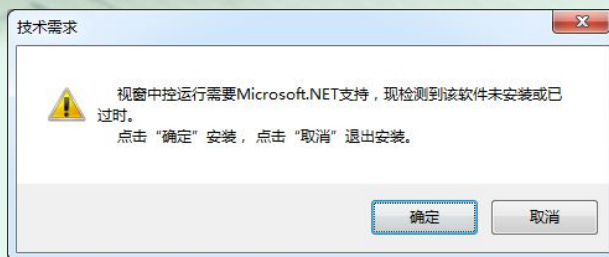 技术需求
视窗中控运行需要Microsoft.NET支持，现检测到该软件未安装或已
过时。
点击“确定”安装，点击“取消”退出安装。
确定
取消